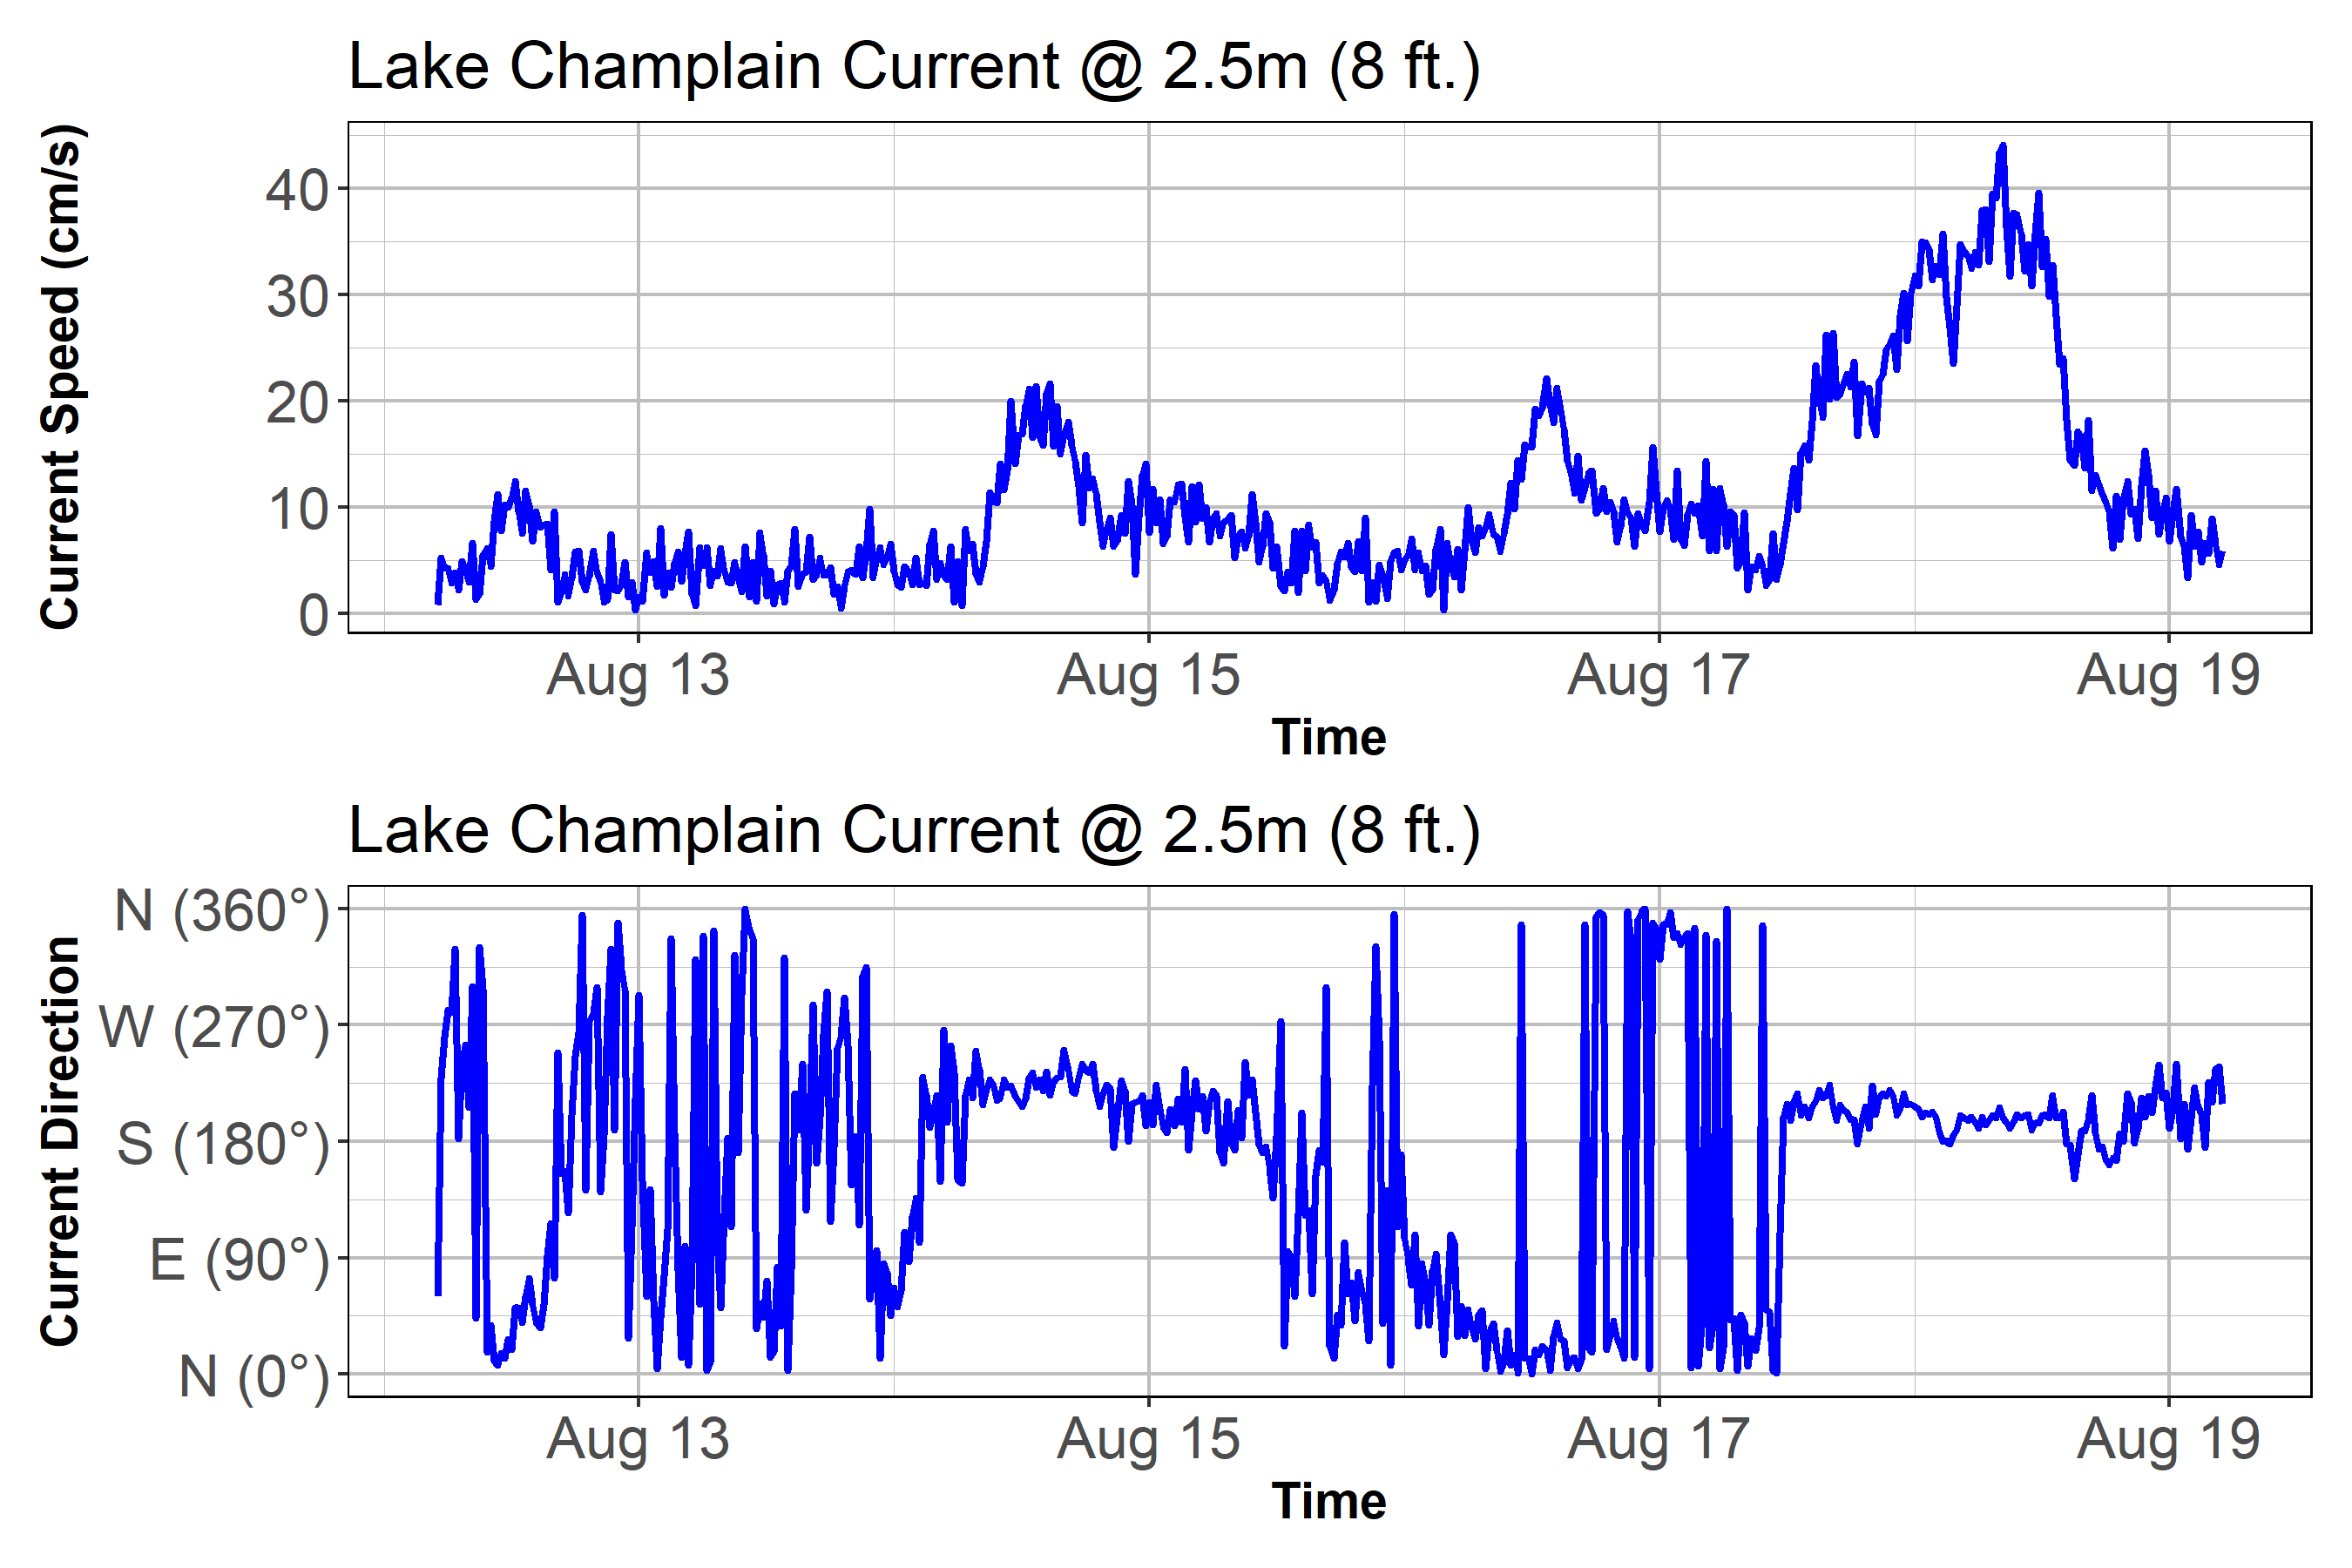 Lake Champlain Current @ 2.5m (8 ft.)
Current Speed (cm/s)
40
30
20
10
0
Aug 13 Aug 15 Aug 17 Aug 19
Time
Lake Champlain Current @ 2.5m (8 ft.)
Current Direction
N (360°)
W (270°)
S (180°)
E (90°)
N (0°)
Aug 13 Aug 15 Aug 17 Aug 19
Time